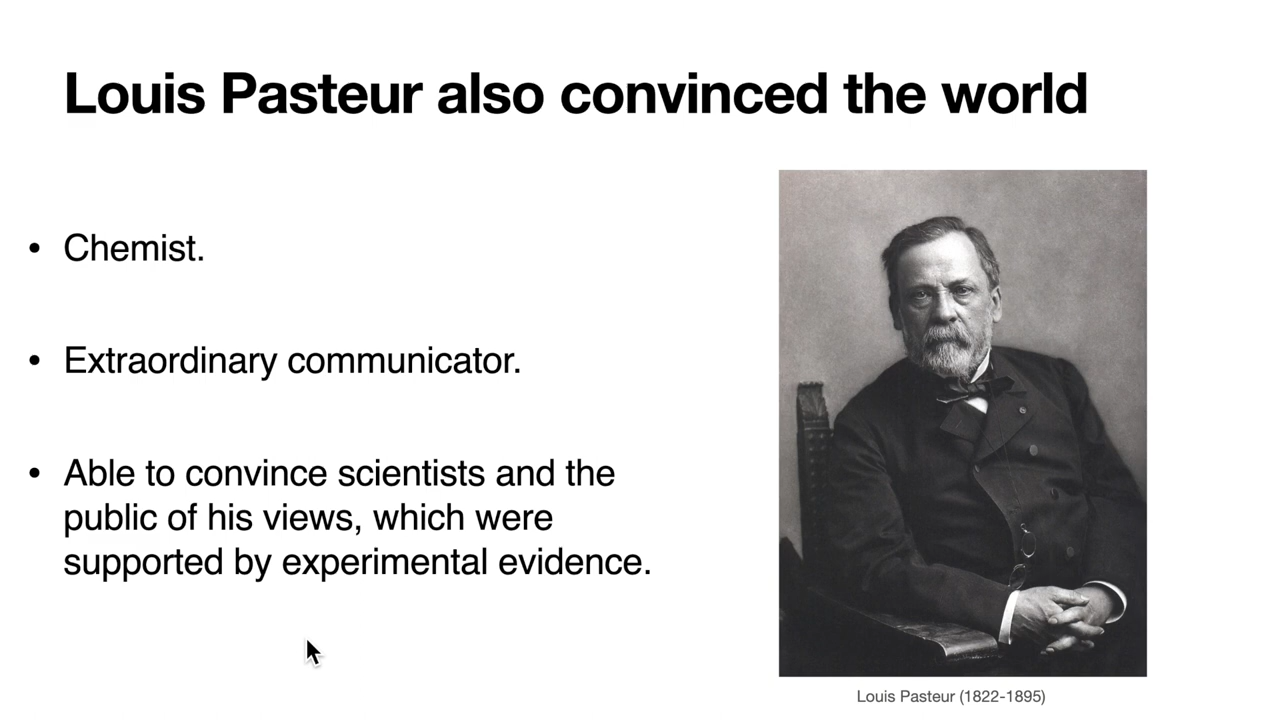 Louis Pasteur also convinced the world
• Chemist.
• Extraordinary communicator.
• Able to convince scientists and the
public of his views, which were
supported by experimental evidence.
Louis Pasteur (1822-1895)